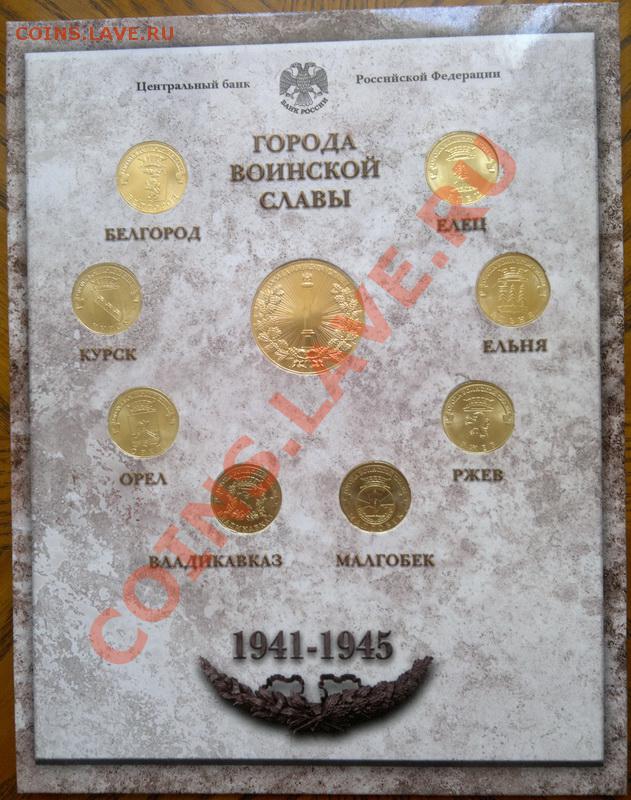 COINS.LAVE.RU
Центральный банк
Российской Федерации
БАНК РОССИИ
ГОРОДА
ВОИНСКОЙ
СЛАВЫ
БЕЛГОРОД
ЕЛЕЦ
КУРСК
ЕЛЬНЯ
ОРЕЛ
РЖЕВ
ВЛАДИКАВКАЗ
МАЛГОБЕК
1941-1945
COINS.LAVE.RU